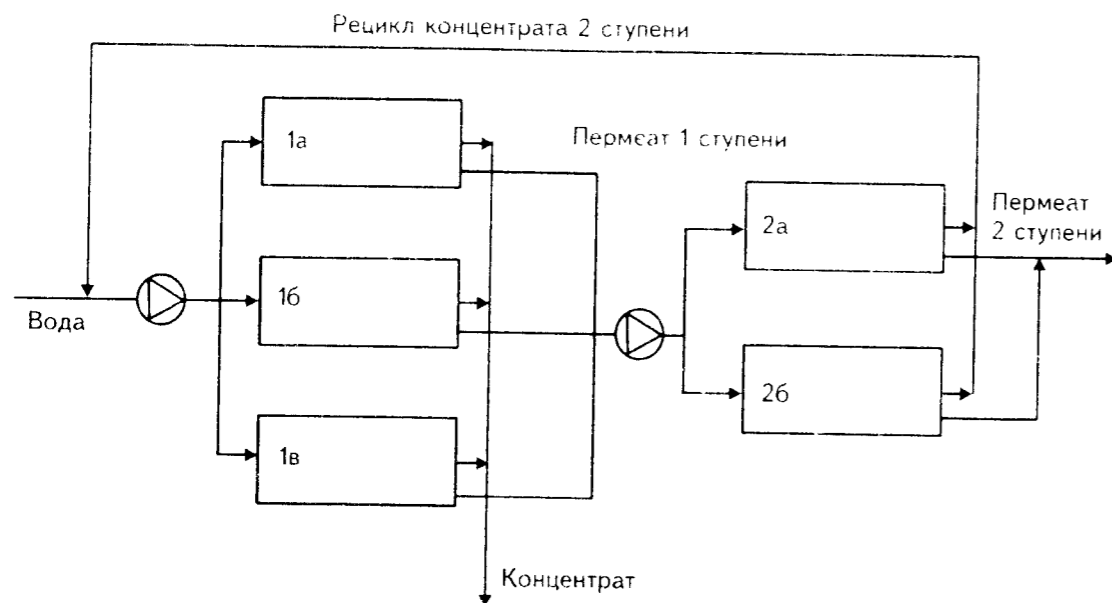 Рецикл концентрата 2 ступени
1а
Пермеат 1 ступени
2а
Пермеат
2 ступени
1б
Вода
2б
1в
Концентрат